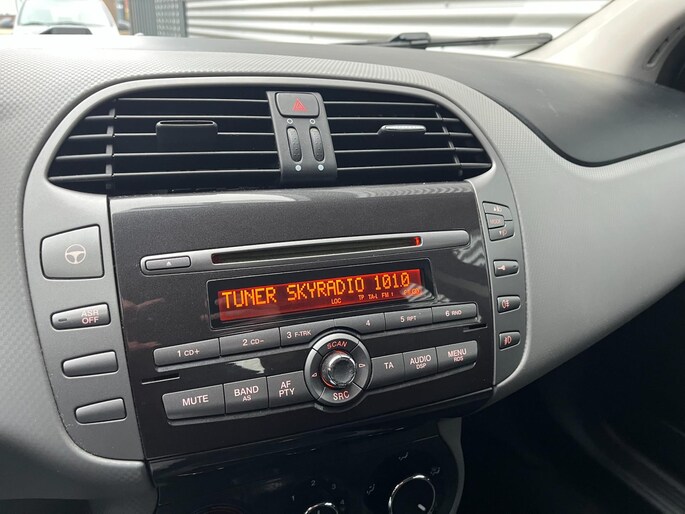 TUNER SKYRADIO 101.0
LOC TP TA-i FM 1
ASR
OFF
1 CD+
2 CD−
3 F-TRK
4
5 RPT
6 RND
SCAN
SRC
MUTE
BAND
AS
AF
PTY
TA
AUDIO
DSP
MENU
RDS